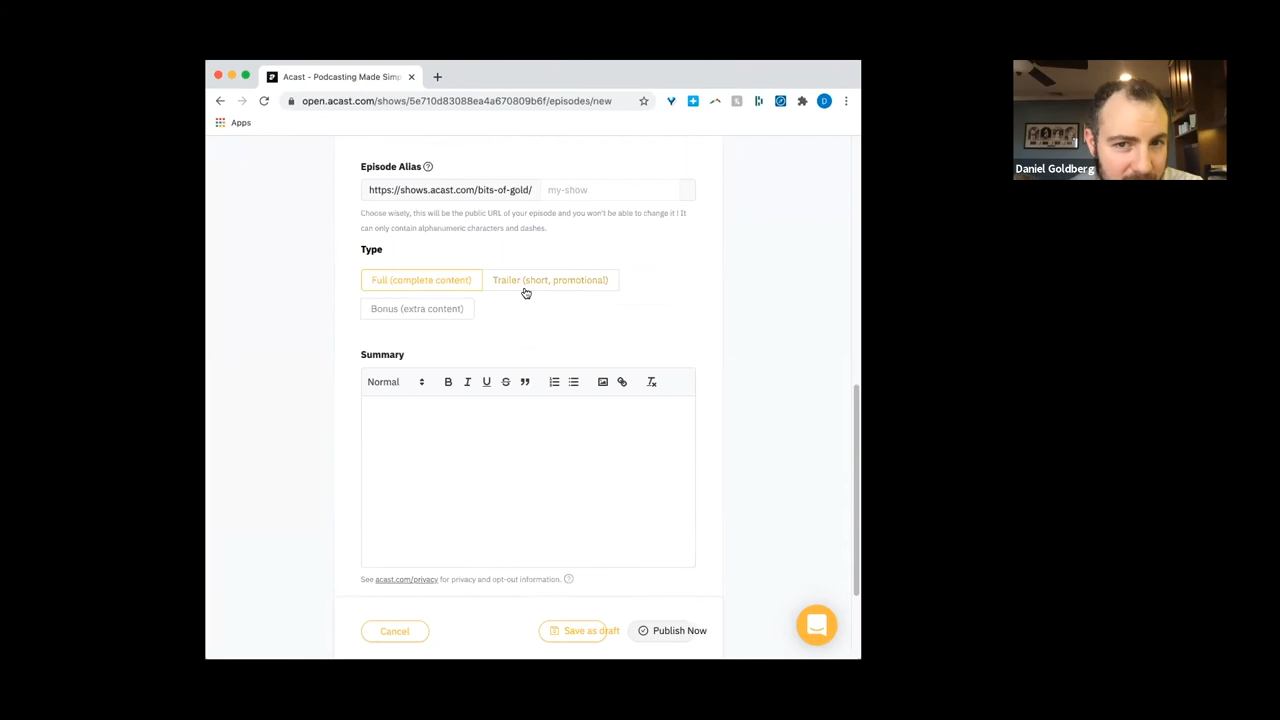 Acast - Podcasting Made Simp
open.acast.com/shows/5e710d83088ea4a670809b6f/episodes/new
D
Apps
Daniel Goldberg
Episode Alias
https://shows.acast.com/bits-of-gold/ my-show
Choose wisely, this will be the public URL of your episode and you won't be able to change it ! It
can only contain alphanumeric characters and dashes.
Type
Full (complete content) Trailer (short, promotional)
Bonus (extra content)
Summary
Normal B I U S
See acast.com/privacy for privacy and opt-out information.
Cancel Save as draft Publish Now